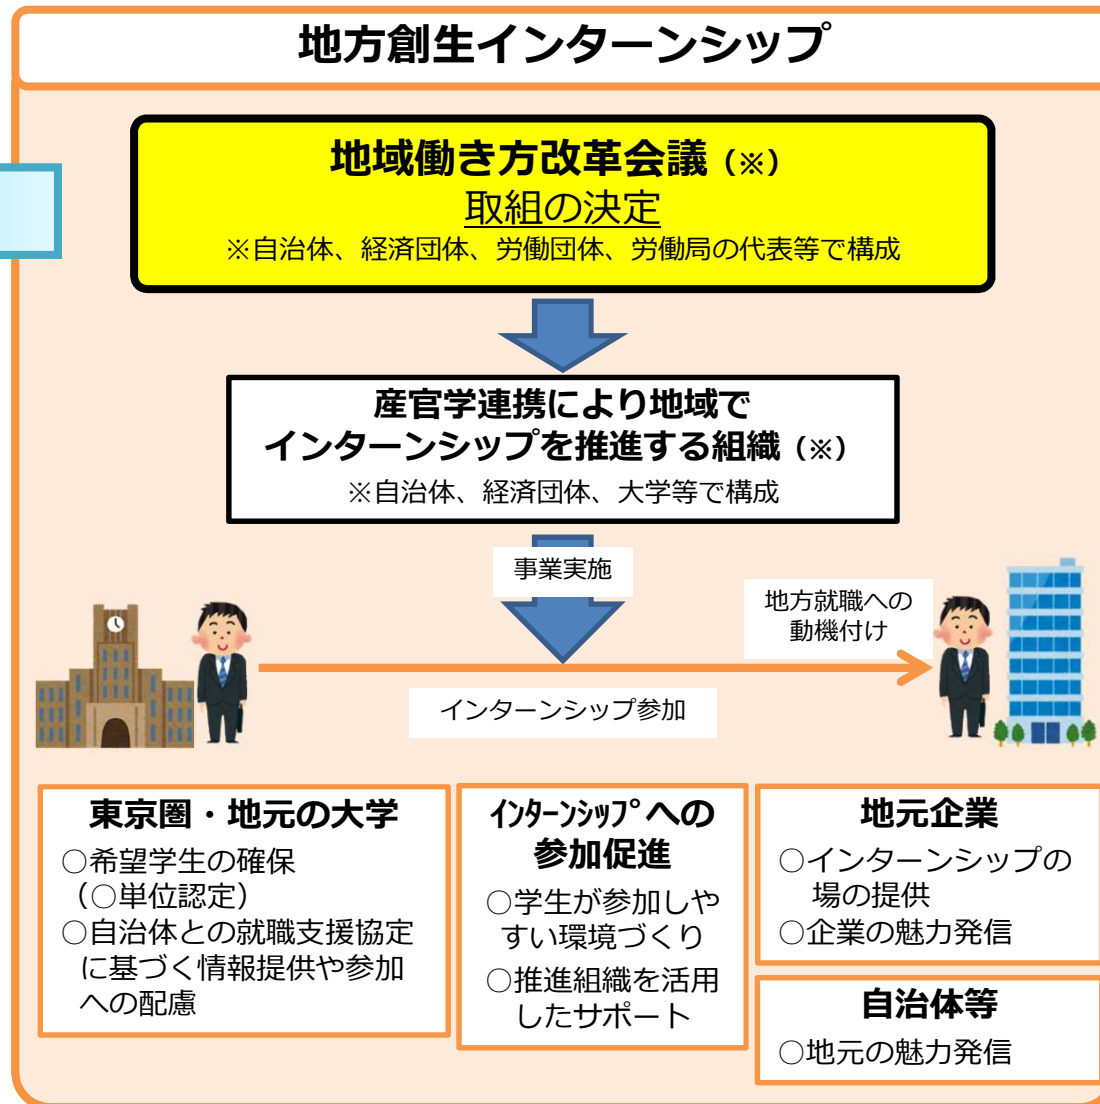 地方創生インターンシップ
地域働き方改革会議（※）
取組の決定
※自治体、経済団体、労働団体、労働局の代表等で構成
産官学連携により地域で
インターンシップを推進する組織（※）
※自治体、経済団体、大学等で構成
事業実施
地方就職への
動機付け
インターンシップ参加
東京圏・地元の大学
○希望学生の確保
（○単位認定）
○自治体との就職支援協定
に基づく情報提供や参加
への配慮
ｲﾝﾀｰﾝｼｯﾌﾟへの
参加促進
○学生が参加しや
すい環境づくり
○推進組織を活用
したサポート
地元企業
○インターンシップの
場の提供
○企業の魅力発信
自治体等
○地元の魅力発信